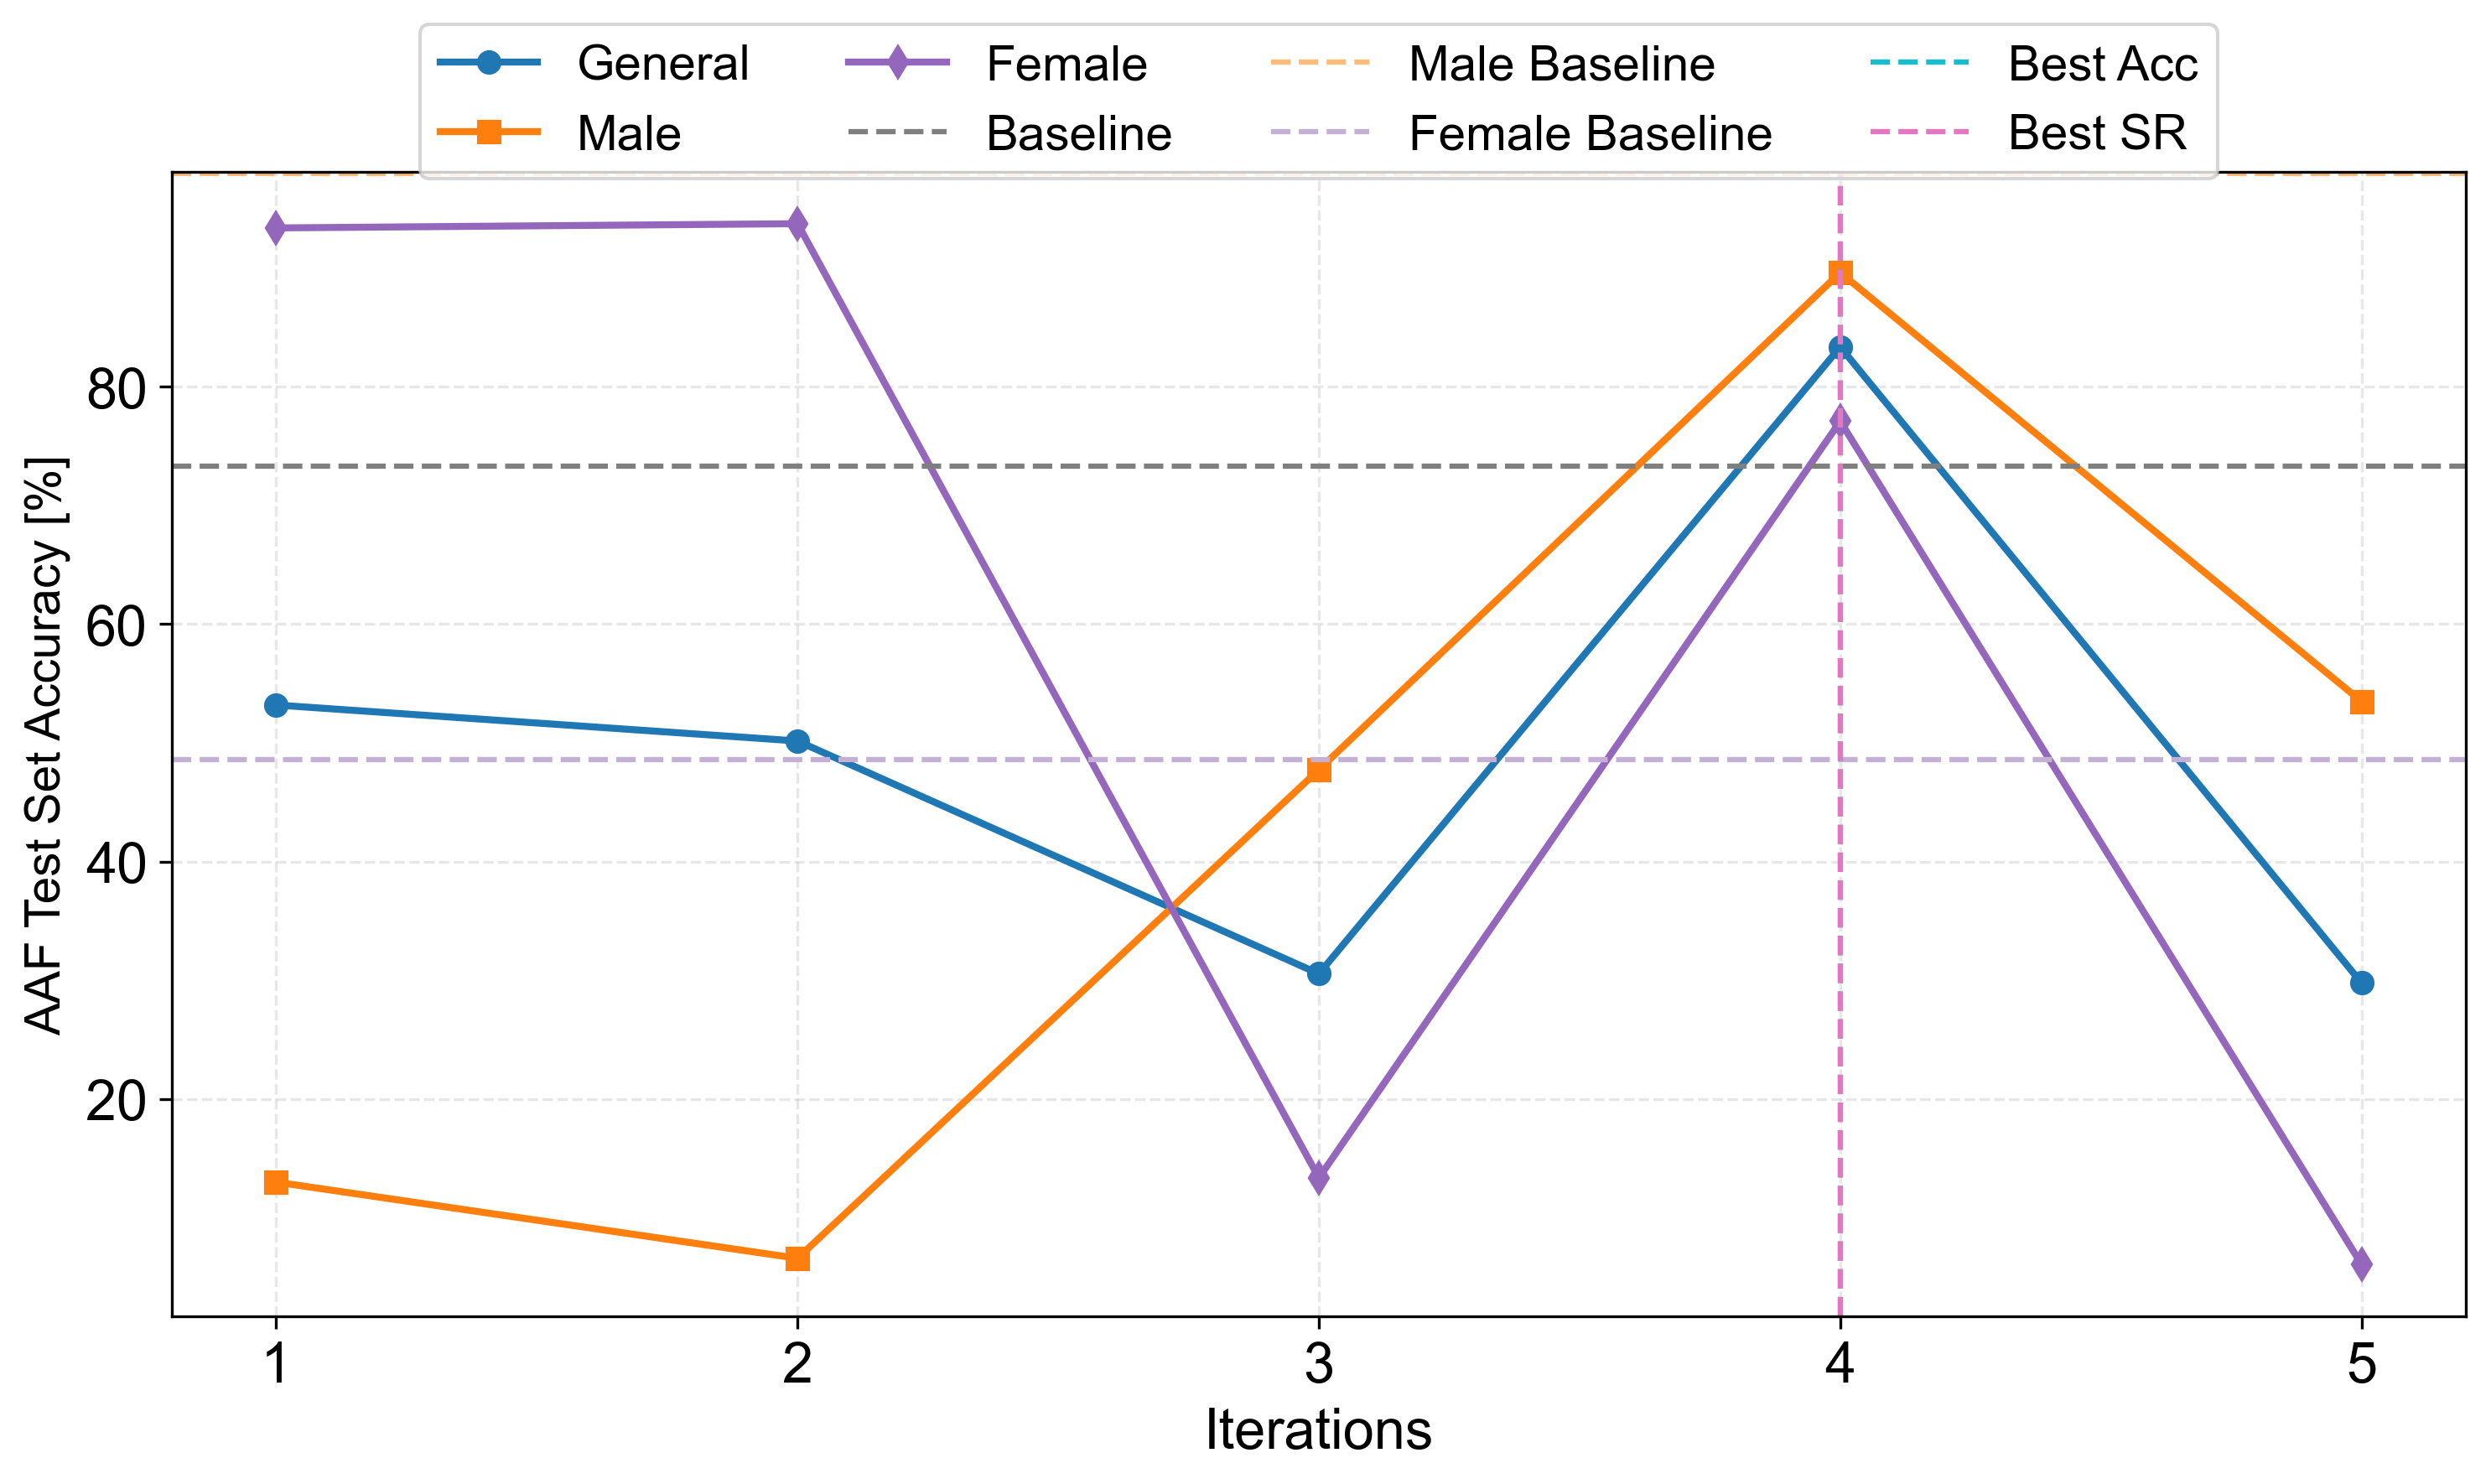 General
Male
Female
Baseline
Male Baseline
Female Baseline
Best Acc
Best SR
AAF Test Set Accuracy [%]
80
60
40
20
1 2 3 4 5
Iterations